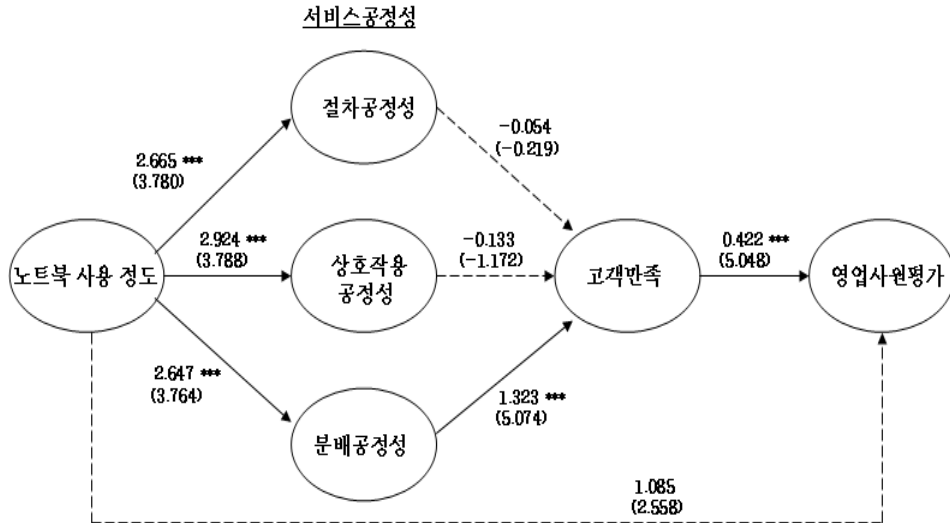 서비스공정성
절차공정성
-0.054
(-0.219)
2.665 ***
(3.780)
2.924 ***
(3.788)
-0.133
(-1.172)
0.422 ***
(5.048)
노트북 사용 정도
상호작용
공정성
고객만족
영업사원평가
2.647 ***
(3.764)
1.323 ***
(5.074)
분배공정성
1.085
(2.558)